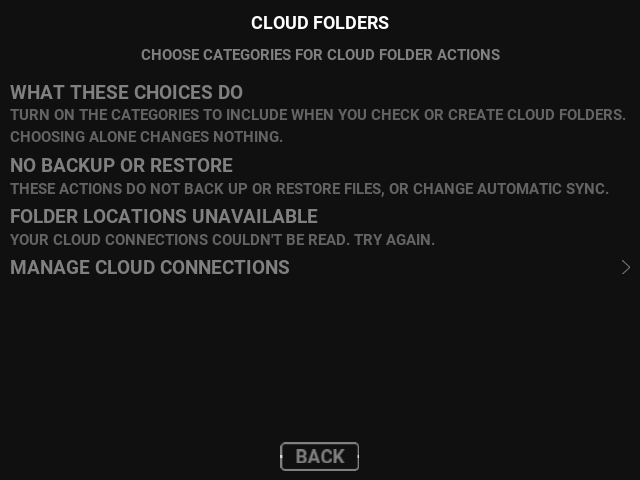 CLOUD FOLDERS
CHOOSE CATEGORIES FOR CLOUD FOLDER ACTIONS
WHAT THESE CHOICES DO
TURN ON THE CATEGORIES TO INCLUDE WHEN YOU CHECK OR CREATE CLOUD FOLDERS.
CHOOSING ALONE CHANGES NOTHING.
NO BACKUP OR RESTORE
THESE ACTIONS DO NOT BACK UP OR RESTORE FILES, OR CHANGE AUTOMATIC SYNC.
FOLDER LOCATIONS UNAVAILABLE
YOUR CLOUD CONNECTIONS COULDN'T BE READ. TRY AGAIN.
MANAGE CLOUD CONNECTIONS
BACK